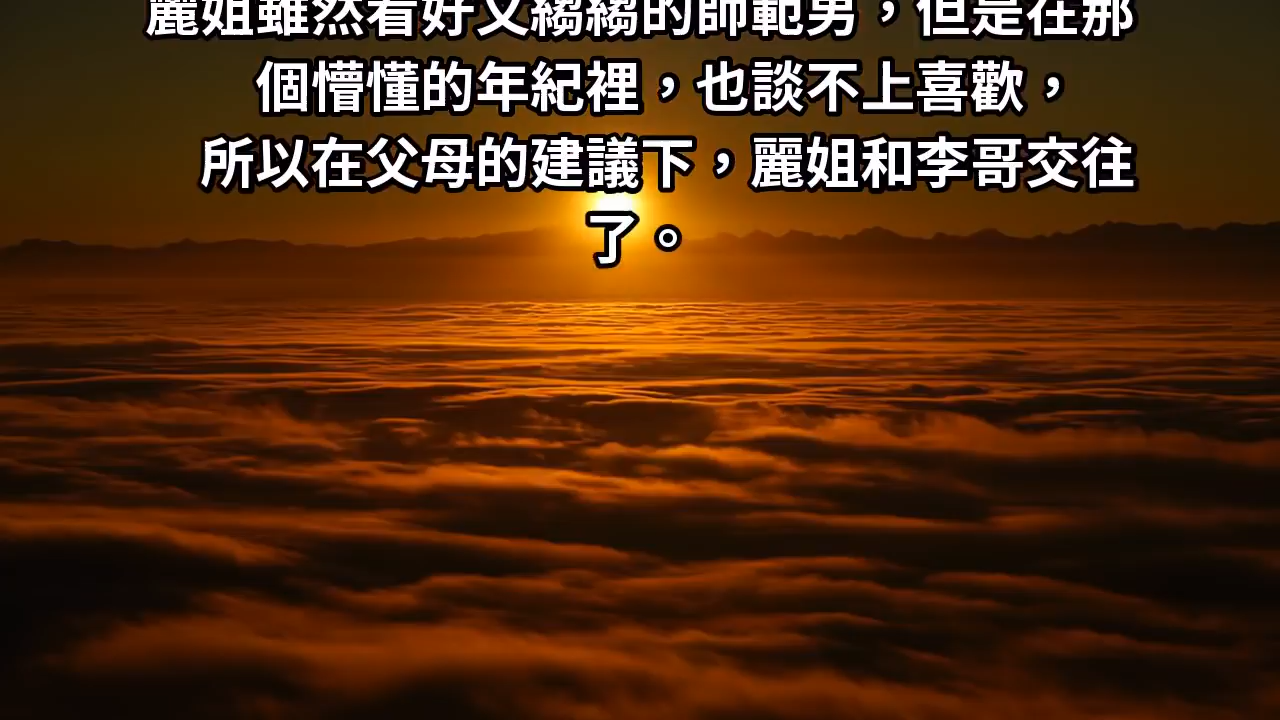 麗姐雖然看好文縐縐的師範男，但是在那
個懵懂的年紀裡，也談不上喜歡，
所以在父母的建議下，麗姐和李哥交往
了。